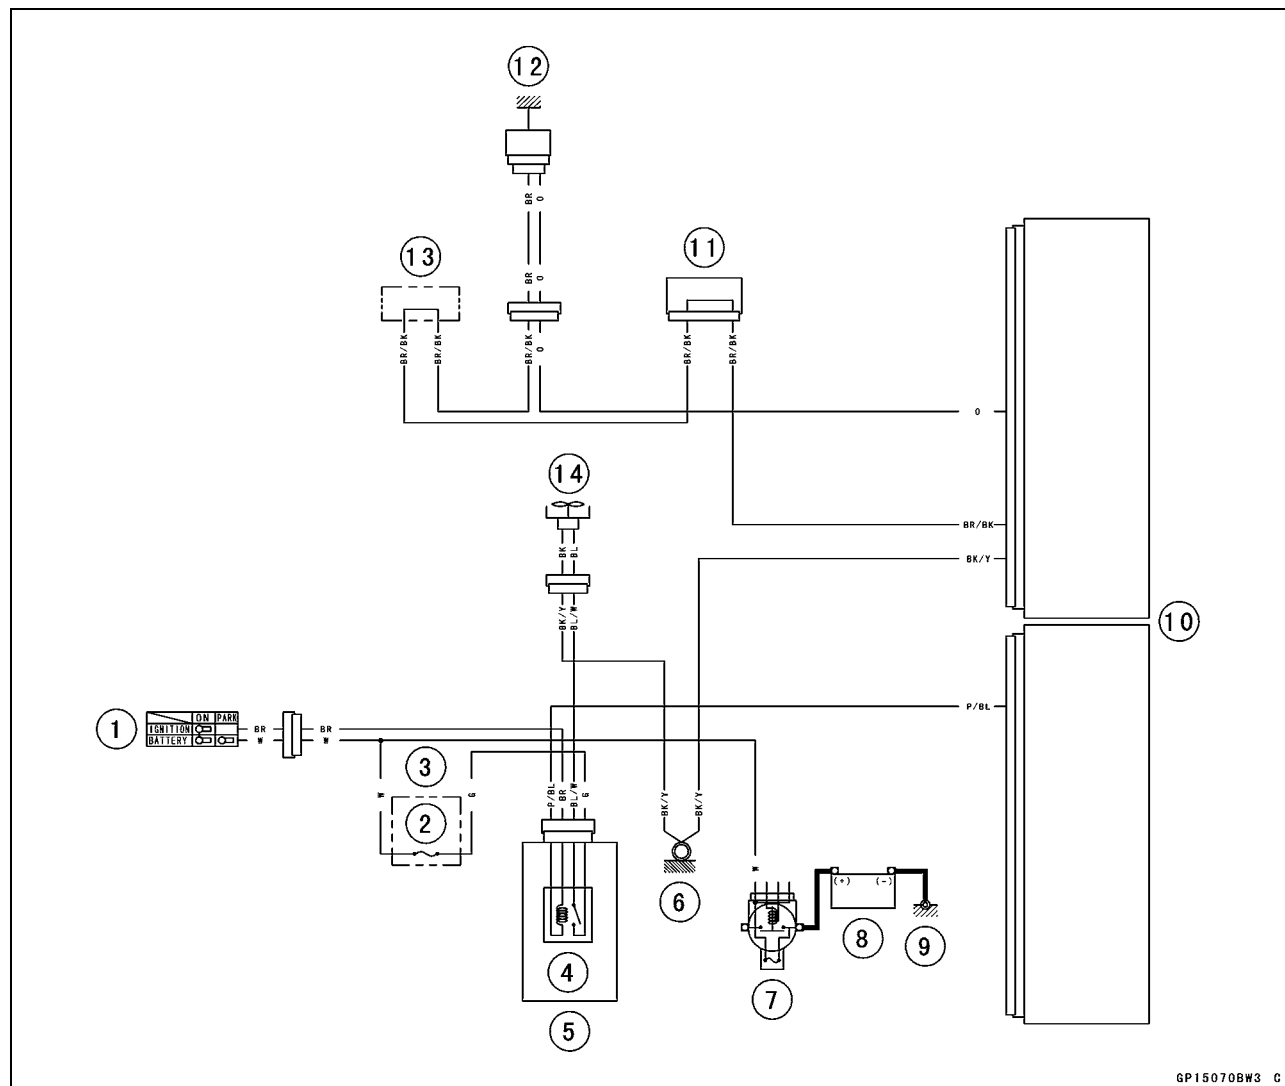 12
BR O
13
11
BR O
BR/BK BR/BK
BR/BK O
BR/BK BR/BK
O
14
BR/BK
BK BL
BK/Y
BK/Y BL/W
10
P/BL
1
ON PARK
IGNITION
BATTERY
BR BR
W W
3
W G
P/BL BR BL/W G
BK/Y BK/Y
2
W
(+) (-)
6
8
9
4
7
5
GP15070BW3 C